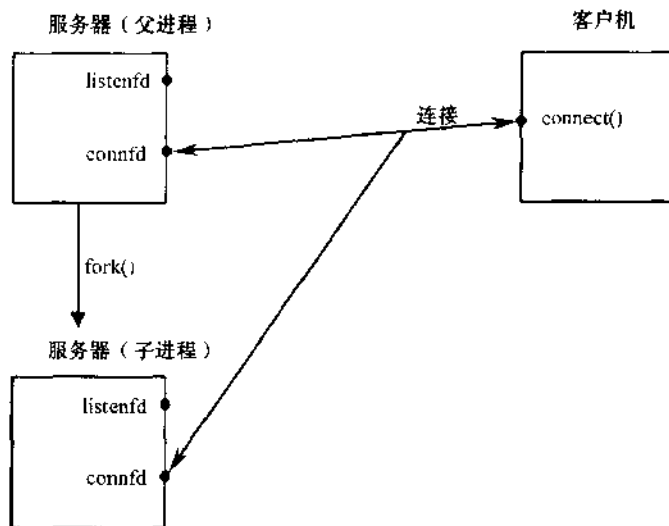 服务器（父进程）
客户机
listenfd
connect()
连接
connfd
fork()
服务器（子进程）
listenfd
connfd